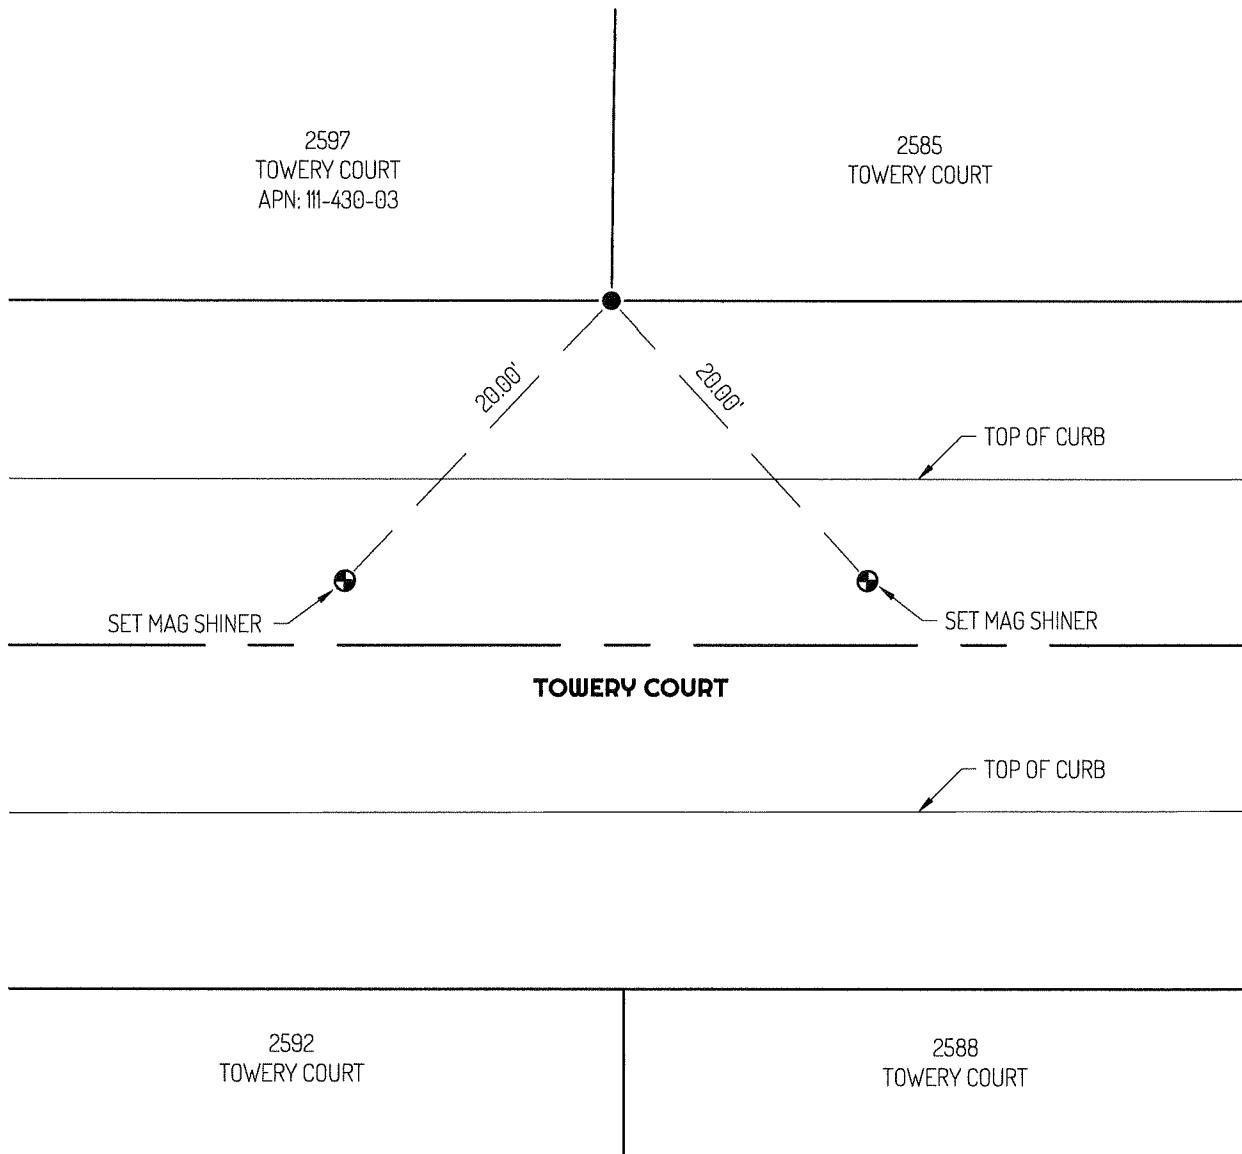 2597
TOWERY COURT
APN: 111-430-03
2585
TOWERY COURT
20.00'
20.00'
TOP OF CURB
SET MAG SHINER
SET MAG SHINER
TOWERY COURT
TOP OF CURB
2592
TOWERY COURT
2588
TOWERY COURT